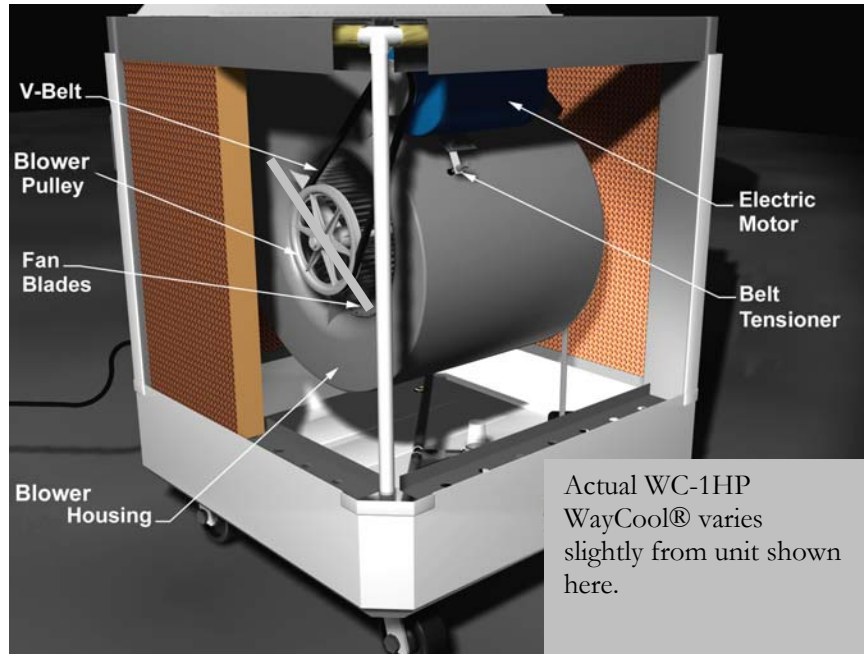 V-Belt
Blower
Pulley
Fan
Blades
Blower
Housing
Electric
Motor
Belt
Tensioner
Actual WC-1HP
WayCool® varies
slightly from unit shown
here.